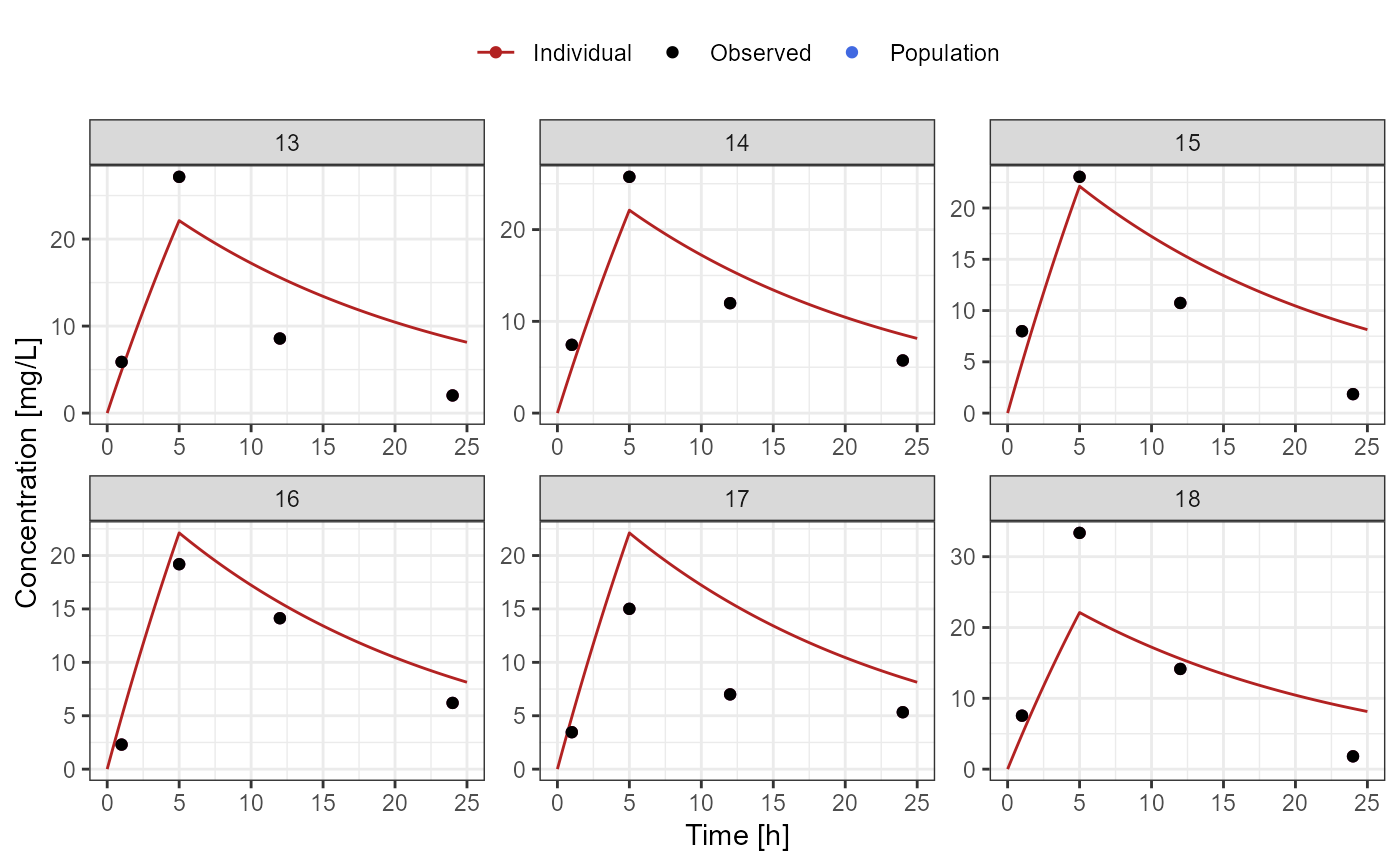 Individual Observed Population
13 14 15
20 20 20
15
10 10 10
5
0 0 0
0 5 10 15 20 25 0 5 10 15 20 25 0 5 10 15 20 25
16 17 18
20 20 30
15 15 20
10 10 10
5 5
0 0 0
0 5 10 15 20 25 0 5 10 15 20 25 0 5 10 15 20 25
Concentration [mg/L]
Time [h]